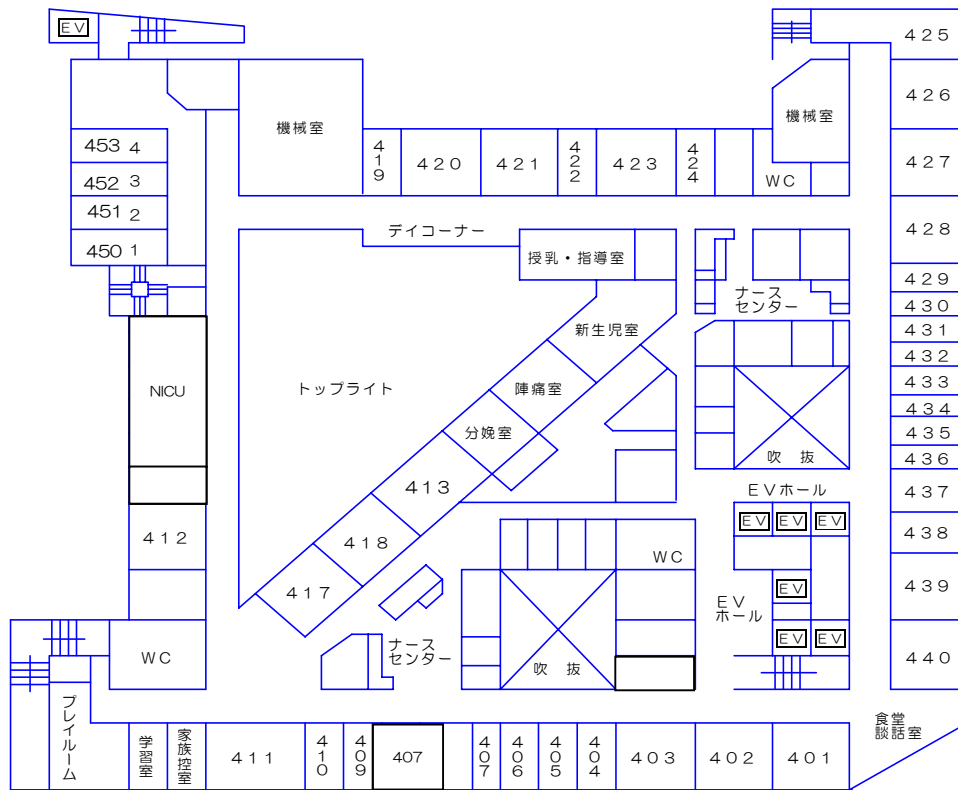 EV
425
426
機械室
機械室
427
453 4
419
420
421
422
423
424
WC
452 3
451 2
428
450 1
デイコーナー
授乳・指導室
429
ナース
センター
430
新生児室
431
432
NICU
トップライト
陣痛室
433
434
分娩室
435
吹 抜
436
413
EVホール
437
EV
EV
EV
412
418
438
WC
417
EV
439
EV
ホール
EV
EV
WC
ナース
センター
吹 抜
440
プレイルーム
学習室
家族控室
411
410
409
407
407
406
405
404
403
402
401
食堂
談話室